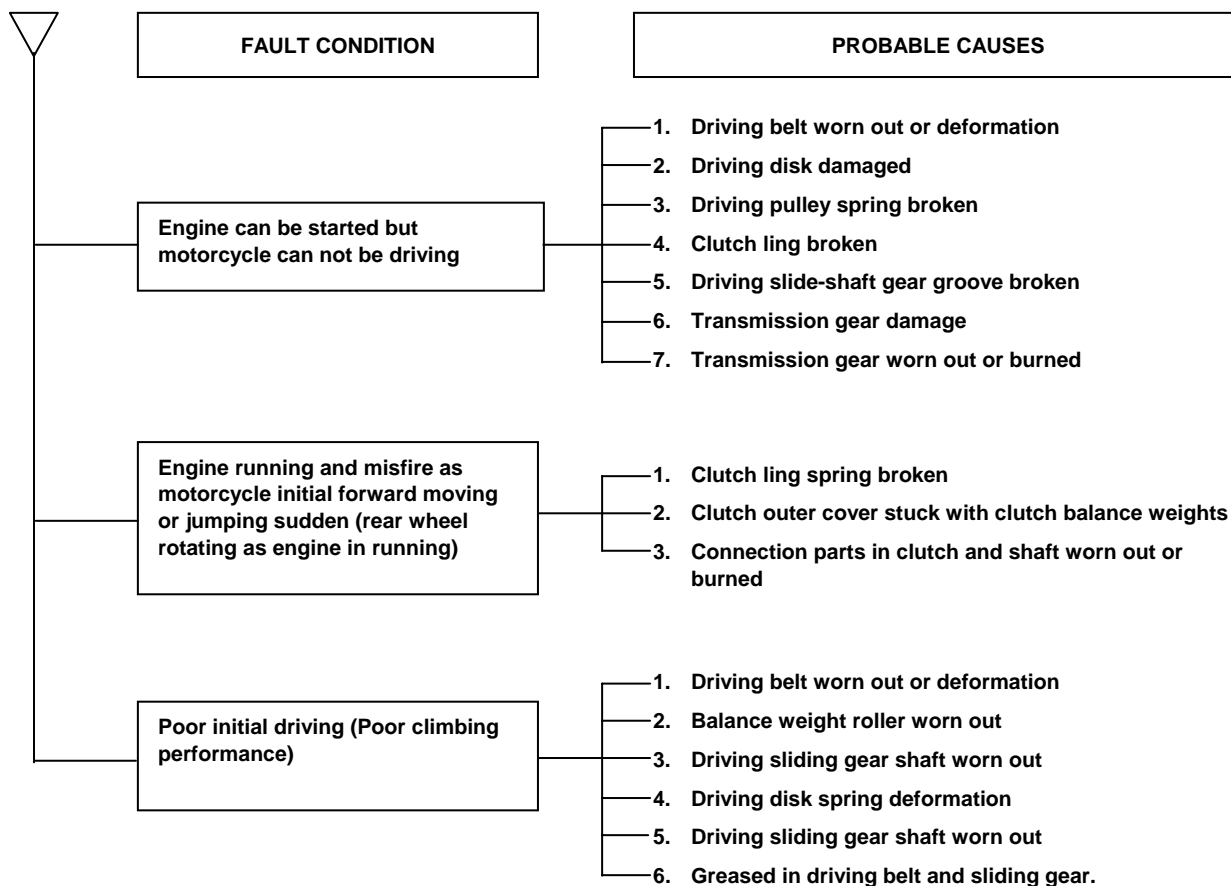 FAULT CONDITION
PROBABLE CAUSES
Engine can be started but
motorcycle can not be driving
1. Driving belt worn out or deformation
2. Driving disk damaged
3. Driving pulley spring broken
4. Clutch ling broken
5. Driving slide-shaft gear groove broken
6. Transmission gear damage
7. Transmission gear worn out or burned
Engine running and misfire as
motorcycle initial forward moving
or jumping sudden (rear wheel
rotating as engine in running)
1. Clutch ling spring broken
2. Clutch outer cover stuck with clutch balance weights
3. Connection parts in clutch and shaft worn out or
burned
Poor initial driving (Poor climbing
performance)
1. Driving belt worn out or deformation
2. Balance weight roller worn out
3. Driving sliding gear shaft worn out
4. Driving disk spring deformation
5. Driving sliding gear shaft worn out
6. Greased in driving belt and sliding gear.